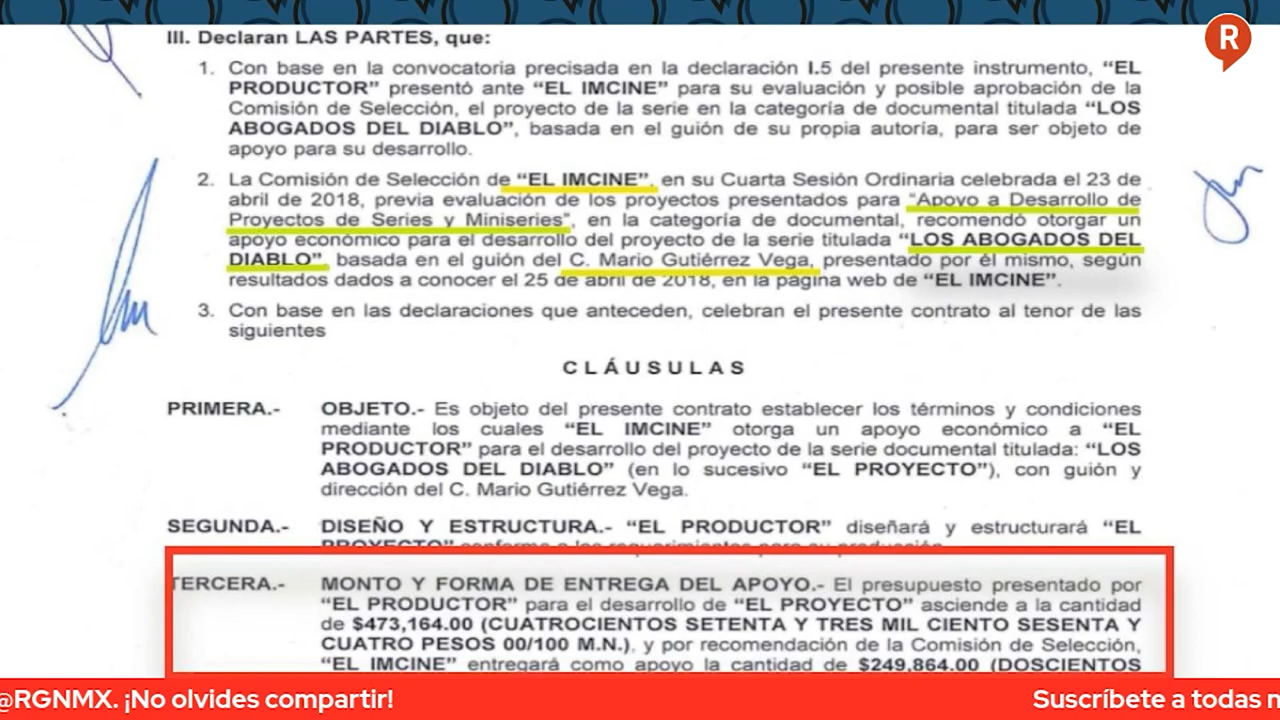 R
III. Declaran LAS PARTES, que:
1. Con base en la convocatoria precisada en la declaración I.5 del presente instrumento, “EL
PRODUCTOR” presentó ante “EL IMCINE” para su evaluación y posible aprobación de la
Comisión de Selección, el proyecto de la serie en la categoría de documental titulada “LOS
ABOGADOS DEL DIABLO”, basada en el guión de su propia autoría, para ser objeto de
apoyo para su desarrollo.
2. La Comisión de Selección de “EL IMCINE”, en su Cuarta Sesión Ordinaria celebrada el 23 de
abril de 2018, previa evaluación de los proyectos presentados para “Apoyo a Desarrollo de
Proyectos de Series y Miniseries”, en la categoría de documental, recomendó otorgar un
apoyo económico para el desarrollo del proyecto de la serie titulada “LOS ABOGADOS DEL
DIABLO”, basada en el guión del C. Mario Gutiérrez Vega, presentado por él mismo, según
resultados dados a conocer el 25 de abril de 2018, en la página web de “EL IMCINE”.
3. Con base en las declaraciones que anteceden, celebran el presente contrato al tenor de las
siguientes
CLÁUSULAS
PRIMERA.- OBJETO.- Es objeto del presente contrato establecer los términos y condiciones
mediante los cuales “EL IMCINE” otorga un apoyo económico a “EL
PRODUCTOR” para el desarrollo del proyecto de la serie documental titulada: “LOS
ABOGADOS DEL DIABLO” (en lo sucesivo “EL PROYECTO”), con guión y
dirección del C. Mario Gutiérrez Vega.
SEGUNDA.- DISEÑO Y ESTRUCTURA.- “EL PRODUCTOR” diseñará y estructurará “EL
TERCERA.- MONTO Y FORMA DE ENTREGA DEL APOYO.- El presupuesto presentado por
“EL PRODUCTOR” para el desarrollo de “EL PROYECTO” asciende a la cantidad
de $473,164.00 (CUATROCIENTOS SETENTA Y TRES MIL CIENTO SESENTA Y
CUATRO PESOS 00/100 M.N.), y por recomendación de la Comisión de Selección,
“EL IMCINE” entregará como apoyo la cantidad de $249,864.00 (DOSCIENTOS
@RGNMX. ¡No olvides compartir! Suscríbete a todas